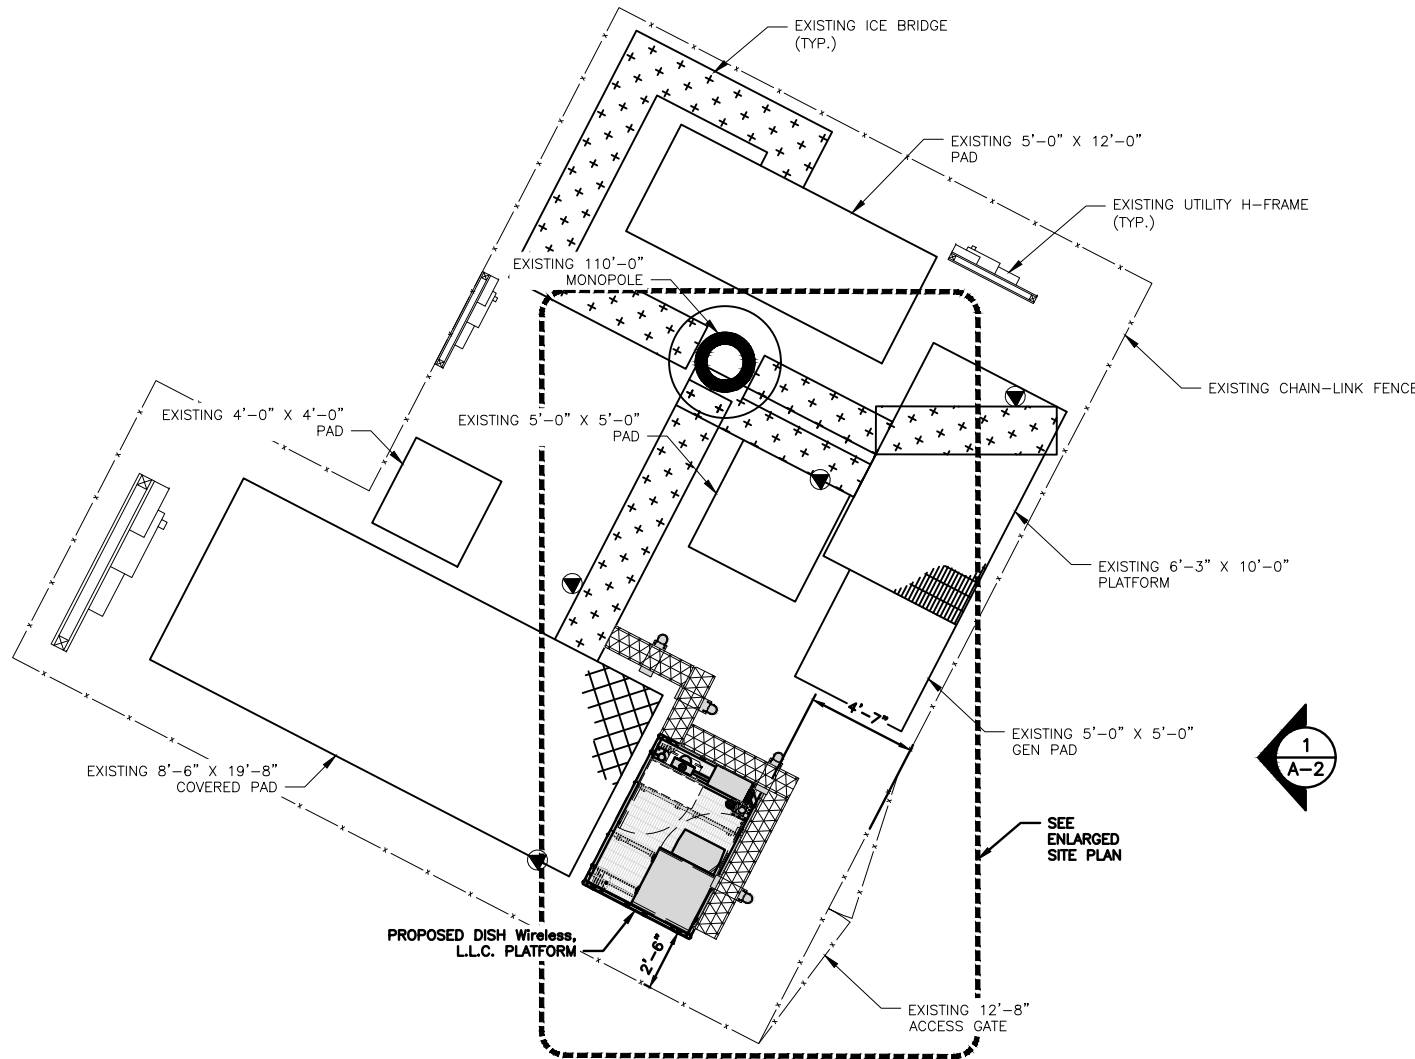 EXISTING ICE BRIDGE
(TYP.)
EXISTING 5'-0" X 12'-0"
PAD
EXISTING UTILITY H-FRAME
(TYP.)
EXISTING 110'-0"
MONOPOLE
EXISTING CHAIN-LINK FENCE
EXISTING 4'-0" X 4'-0"
PAD
EXISTING 5'-0" X 5'-0"
PAD
EXISTING 6'-3" X 10'-0"
PLATFORM
4'-7"
EXISTING 5'-0" X 5'-0"
GEN PAD
1
A-2
EXISTING 8'-6" X 19'-8"
COVERED PAD
SEE
ENLARGED
SITE PLAN
PROPOSED DISH Wireless,
L.L.C. PLATFORM
2'-6"
EXISTING 12'-8"
ACCESS GATE